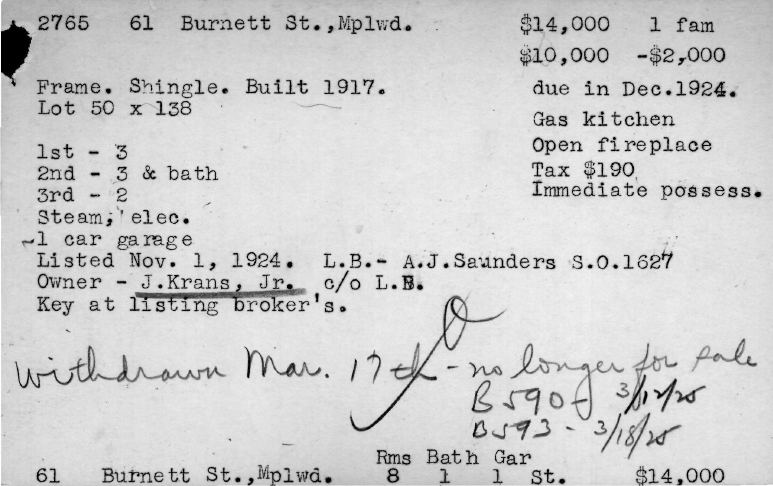 2765 61 Burnett St.,Mplwd. $14,000 1 fam
$10,000 -$2,000
Frame. Shingle. Built 1917. due in Dec.1924.
Lot 50 x 138
Gas kitchen
1st - 3 Open fireplace
2nd - 3 & bath Tax $190
3rd - 2 Immediate possess.
Steam, elec.
1 car garage
Listed Nov. 1, 1924. L.B.- A.J.Saunders S.O.1627
Owner - J.Krans, Jr. c/o L.B.
Key at listing broker's.
Withdrawn Mar. 17th - no longer for sale
B590 - 3/12/25
B593 - 3/18/25
Rms Bath Gar
61 Burnett St.,Mplwd. 8 1 1 St. $14,000